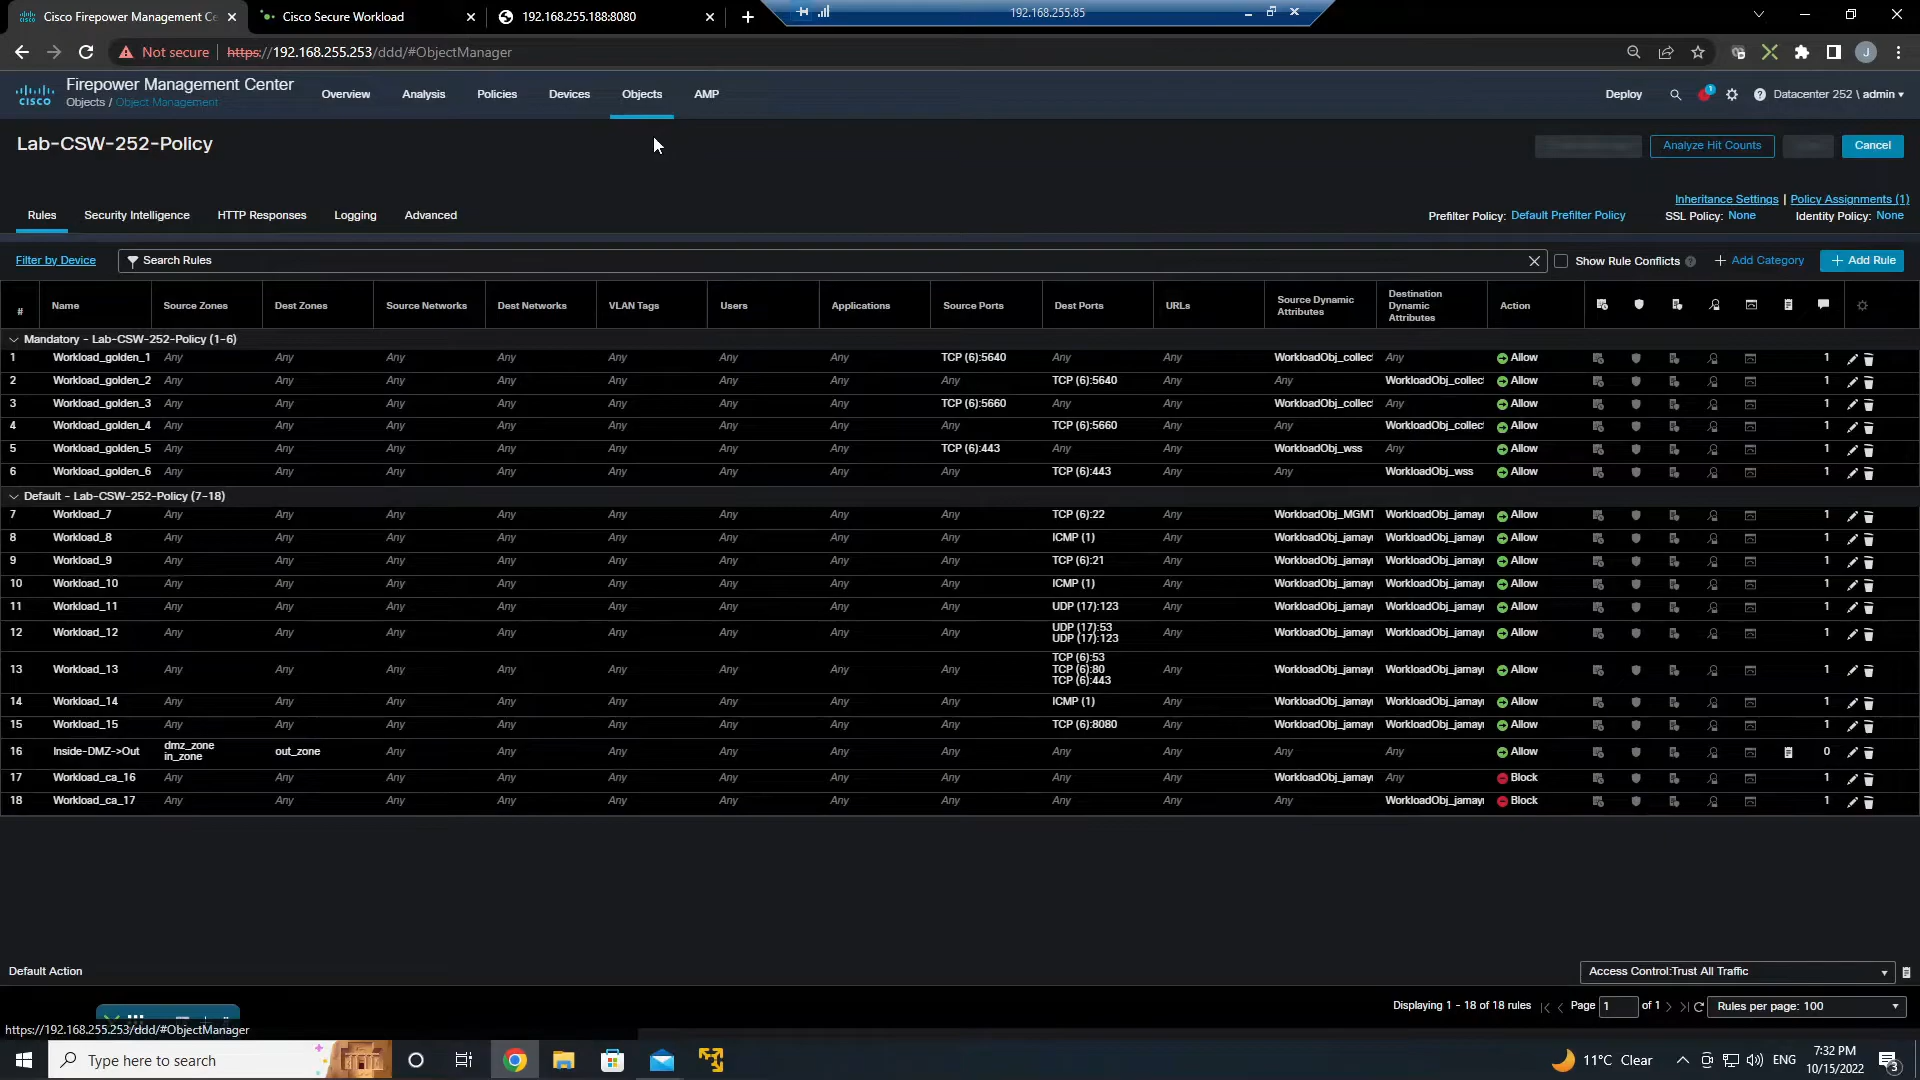 Cisco Firepower Management Ce
Cisco Secure Workload
192.168.255.188:8080
192.168.255.85
Not secure
https://192.168.255.253/ddd/#ObjectManager
J
CISCO
Firepower Management Center
Objects / Object Management
Overview
Analysis
Policies
Devices
Objects
AMP
Deploy
1
Datacenter 252 \ admin
Lab-CSW-252-Policy
Analyze Hit Counts
Cancel
Inheritance Settings | Policy Assignments (1)
Rules
Security Intelligence
HTTP Responses
Logging
Advanced
Prefilter Policy: Default Prefilter Policy
SSL Policy: None
Identity Policy: None
Filter by Device
Search Rules
Show Rule Conflicts
+ Add Category
+ Add Rule
# Name Source Zones Dest Zones Source Networks Dest Networks VLAN Tags Users Applications Source Ports Dest Ports URLs Source Dynamic Attributes Destination Dynamic Attributes Action
Mandatory - Lab-CSW-252-Policy (1-6)
1 Workload_golden_1 Any Any Any Any Any Any Any TCP (6):5640 Any Any WorkloadObj_collec Any Allow 1
2 Workload_golden_2 Any Any Any Any Any Any Any Any TCP (6):5640 Any Any WorkloadObj_collec Allow 1
3 Workload_golden_3 Any Any Any Any Any Any Any TCP (6):5660 Any Any WorkloadObj_collec Any Allow 1
4 Workload_golden_4 Any Any Any Any Any Any Any Any TCP (6):5660 Any Any WorkloadObj_collec Allow 1
5 Workload_golden_5 Any Any Any Any Any Any Any TCP (6):443 Any Any WorkloadObj_wss Any Allow 1
6 Workload_golden_6 Any Any Any Any Any Any Any Any TCP (6):443 Any Any WorkloadObj_wss Allow 1
Default - Lab-CSW-252-Policy (7-18)
7 Workload_7 Any Any Any Any Any Any Any Any TCP (6):22 Any WorkloadObj_MGMT WorkloadObj_jamay Allow 1
8 Workload_8 Any Any Any Any Any Any Any Any ICMP (1) Any WorkloadObj_jamay WorkloadObj_jamay Allow 1
9 Workload_9 Any Any Any Any Any Any Any Any TCP (6):21 Any WorkloadObj_jamay WorkloadObj_jamay Allow 1
10 Workload_10 Any Any Any Any Any Any Any Any ICMP (1) Any WorkloadObj_jamay WorkloadObj_jamay Allow 1
11 Workload_11 Any Any Any Any Any Any Any Any UDP (17):123 Any WorkloadObj_jamay WorkloadObj_jamay Allow 1
12 Workload_12 Any Any Any Any Any Any Any Any UDP (17):53 UDP (17):123 Any WorkloadObj_jamay WorkloadObj_jamay Allow 1
13 Workload_13 Any Any Any Any Any Any Any Any TCP (6):53 TCP (6):80 TCP (6):443 Any WorkloadObj_jamay WorkloadObj_jamay Allow 1
14 Workload_14 Any Any Any Any Any Any Any Any ICMP (1) Any WorkloadObj_jamay WorkloadObj_jamay Allow 1
15 Workload_15 Any Any Any Any Any Any Any Any TCP (6):8080 Any WorkloadObj_jamay WorkloadObj_jamay Allow 1
16 Inside-DMZ->Out dmz_zone in_zone out_zone Any Any Any Any Any Any Any Any Any Any Allow 0
17 Workload_ca_16 Any Any Any Any Any Any Any Any Any Any WorkloadObj_jamay Any Block 1
18 Workload_ca_17 Any Any Any Any Any Any Any Any Any Any Any WorkloadObj_jamay Block 1
Default Action
Access Control:Trust All Traffic
Displaying 1 - 18 of 18 rules
Page 1 of 1
Rules per page: 100
https://192.168.255.253/ddd/#ObjectManager
Type here to search
11°C Clear
ENG
7:32 PM
10/15/2022
3